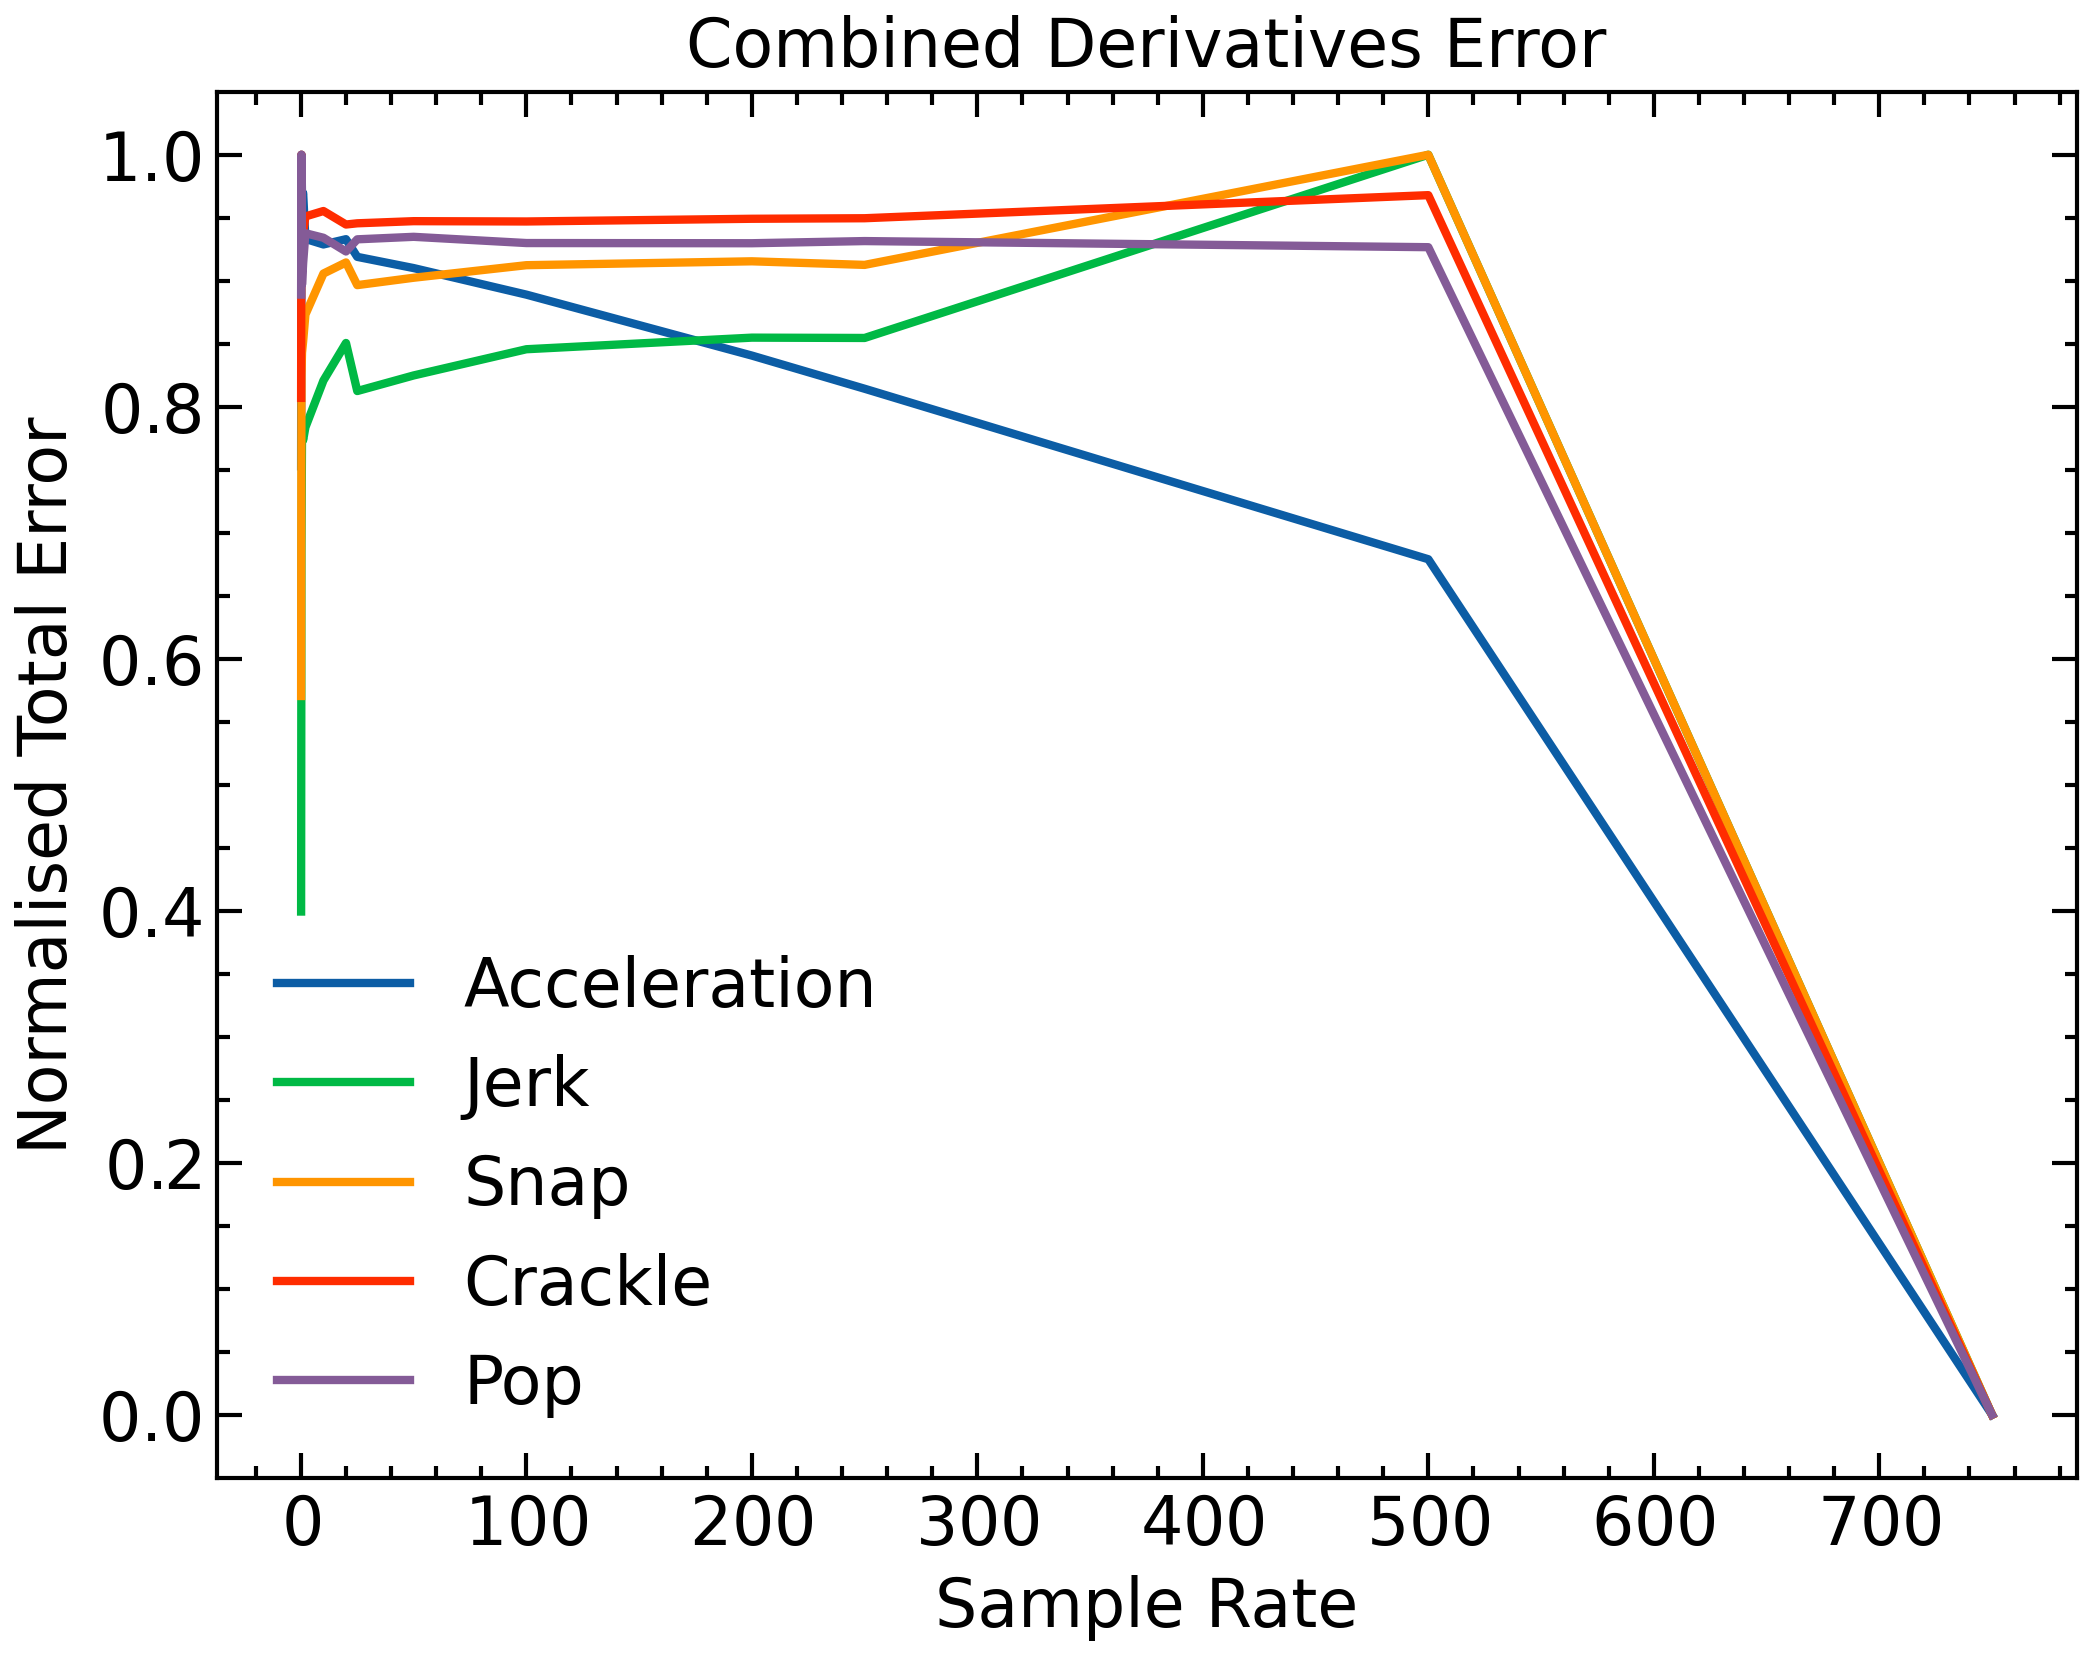 Combined Derivatives Error
Normalised Total Error
1.0
0.8
0.6
0.4
0.2
0.0
Acceleration
Jerk
Snap
Crackle
Pop
0 100 200 300 400 500 600 700
Sample Rate